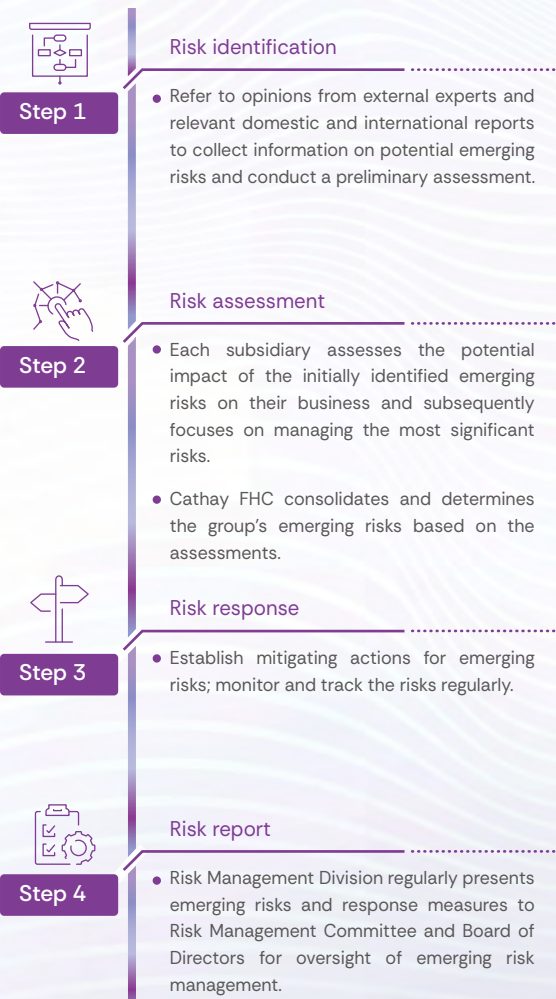 Risk identification
Step 1
• Refer to opinions from external experts and
relevant domestic and international reports
to collect information on potential emerging
risks and conduct a preliminary assessment.
Risk assessment
Step 2
• Each subsidiary assesses the potential
impact of the initially identified emerging
risks on their business and subsequently
focuses on managing the most significant
risks.
• Cathay FHC consolidates and determines
the group's emerging risks based on the
assessments.
Risk response
Step 3
• Establish mitigating actions for emerging
risks; monitor and track the risks regularly.
Risk report
Step 4
• Risk Management Division regularly presents
emerging risks and response measures to
Risk Management Committee and Board of
Directors for oversight of emerging risk
management.